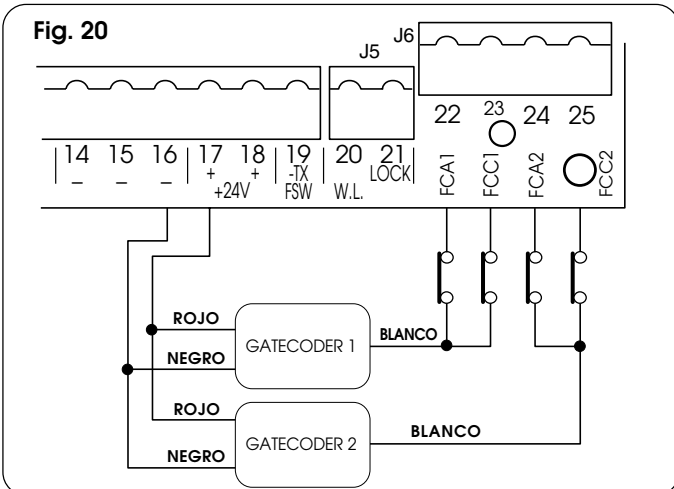 Fig. 20
J5
J6
14 15 16 17 18 19 20 21 22 23 24 25
– – – + + -TX LOCK
+24V FSW W.L.
FCA1 FCC1 FCA2 FCC2
ROJO
GATECODER 1
BLANCO
NEGRO
ROJO
GATECODER 2
BLANCO
NEGRO